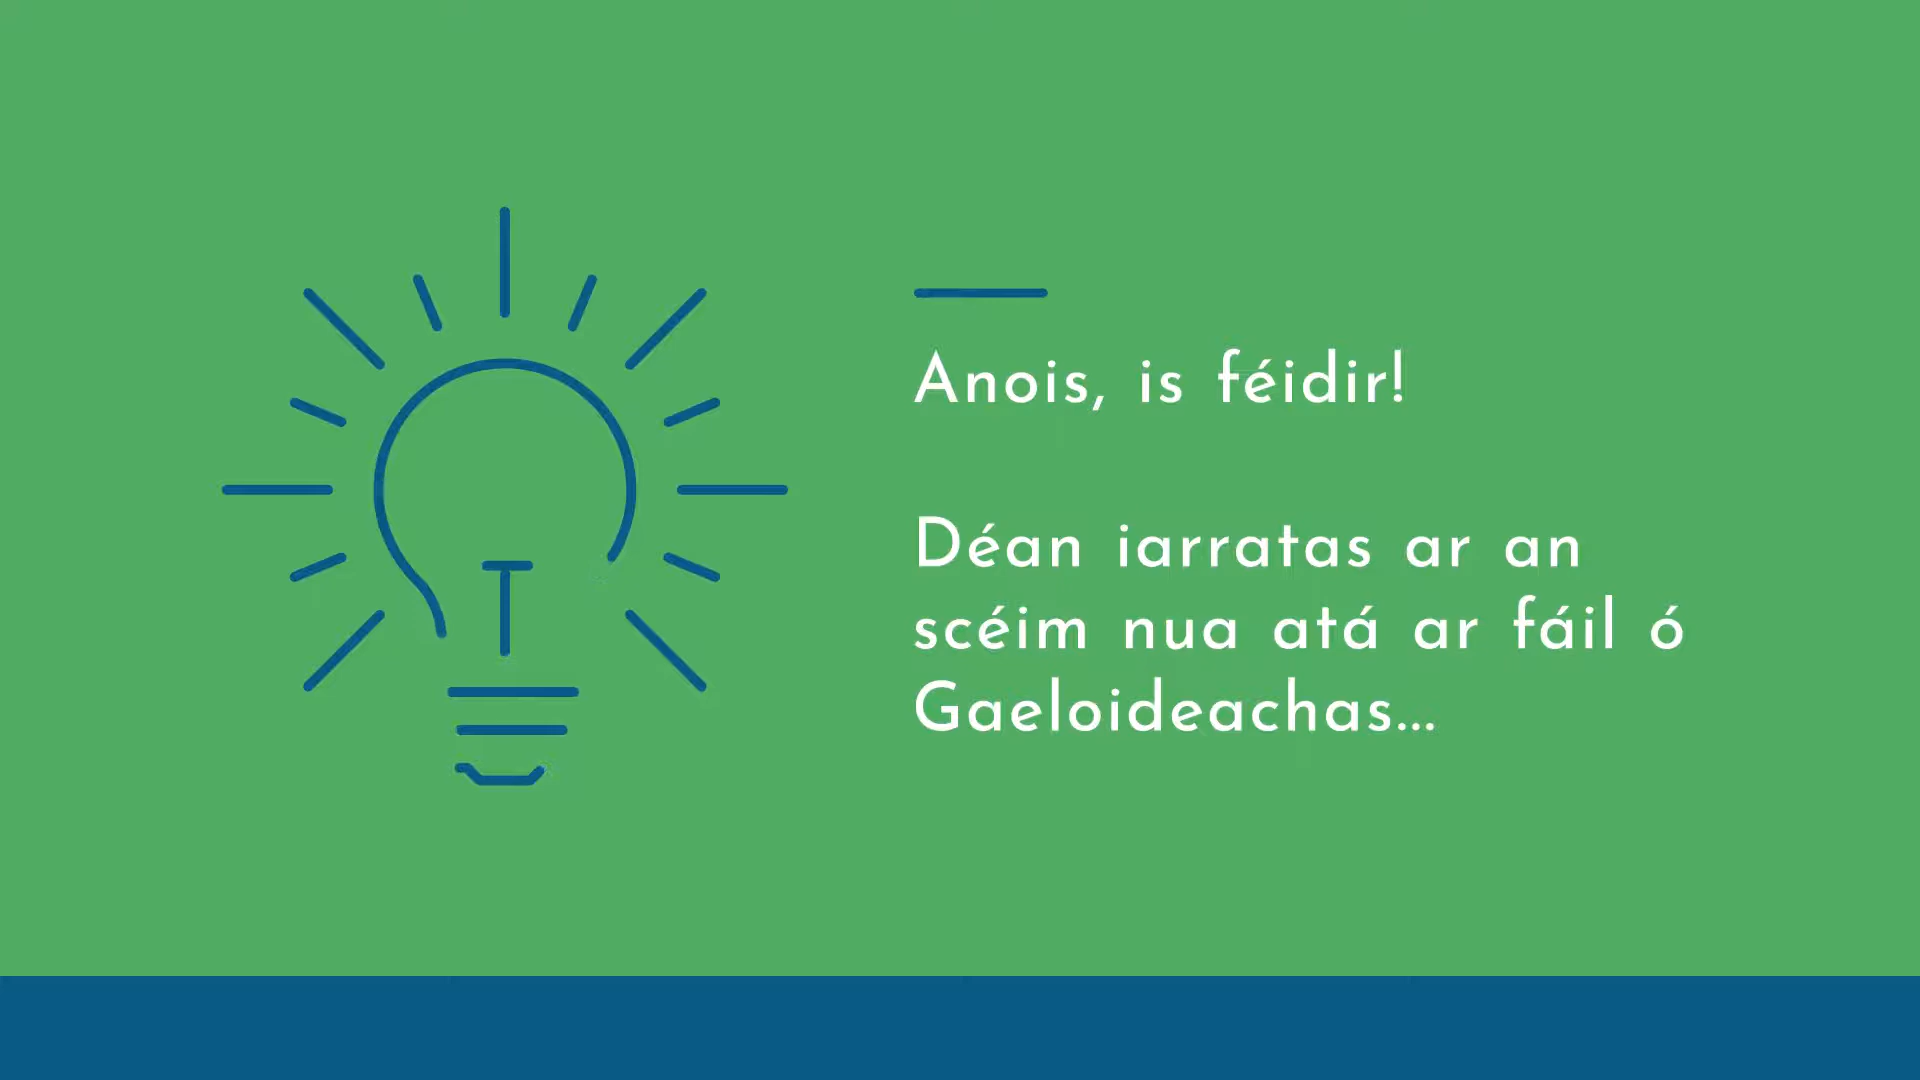 Anois, is féidir!
Déan iarratas ar an
scéim nua atá ar fáil ó
Gaeloideachas...